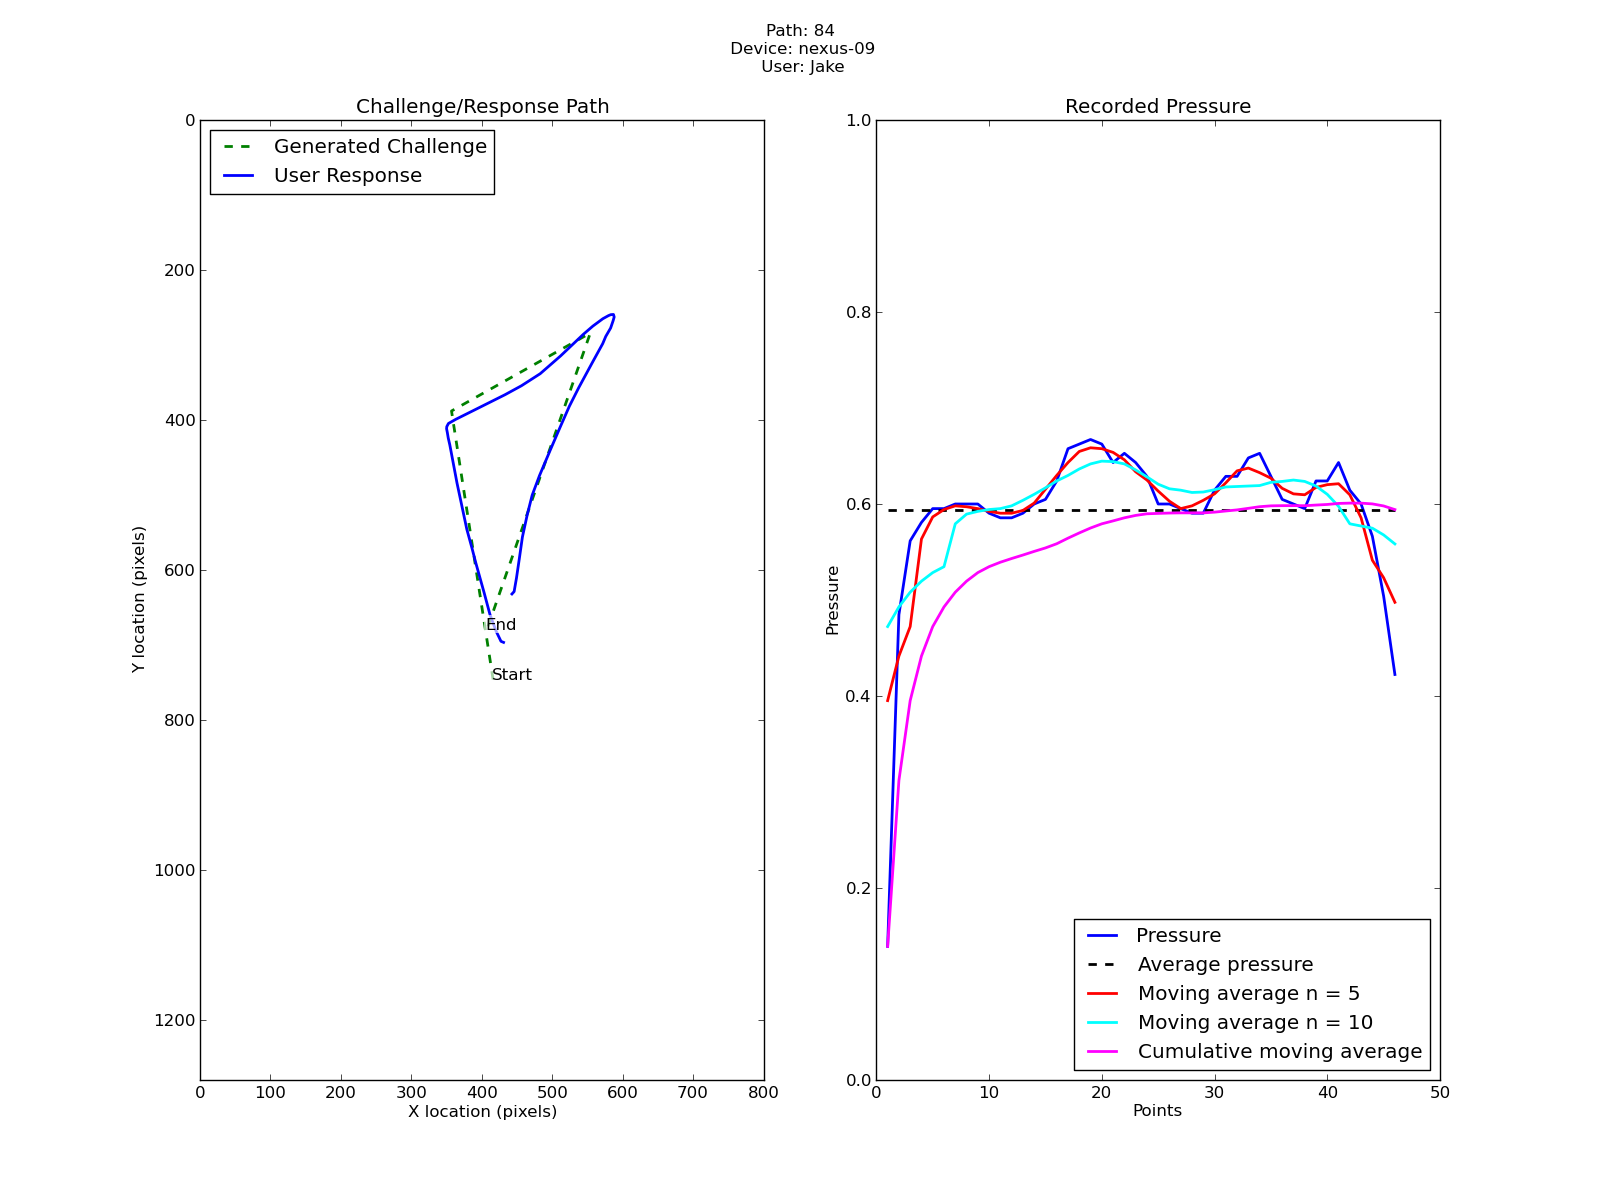 Path: 84
Device: nexus-09
User: Jake
Challenge/Response Path
0
200
400
600
800
1000
1200
Y location (pixels)
Generated Challenge
User Response
End
Start
0 100 200 300 400 500 600 700 800
X location (pixels)
Recorded Pressure
1.0
0.8
0.6
0.4
0.2
0.0
Pressure
Pressure
Average pressure
Moving average n = 5
Moving average n = 10
Cumulative moving average
0 10 20 30 40 50
Points